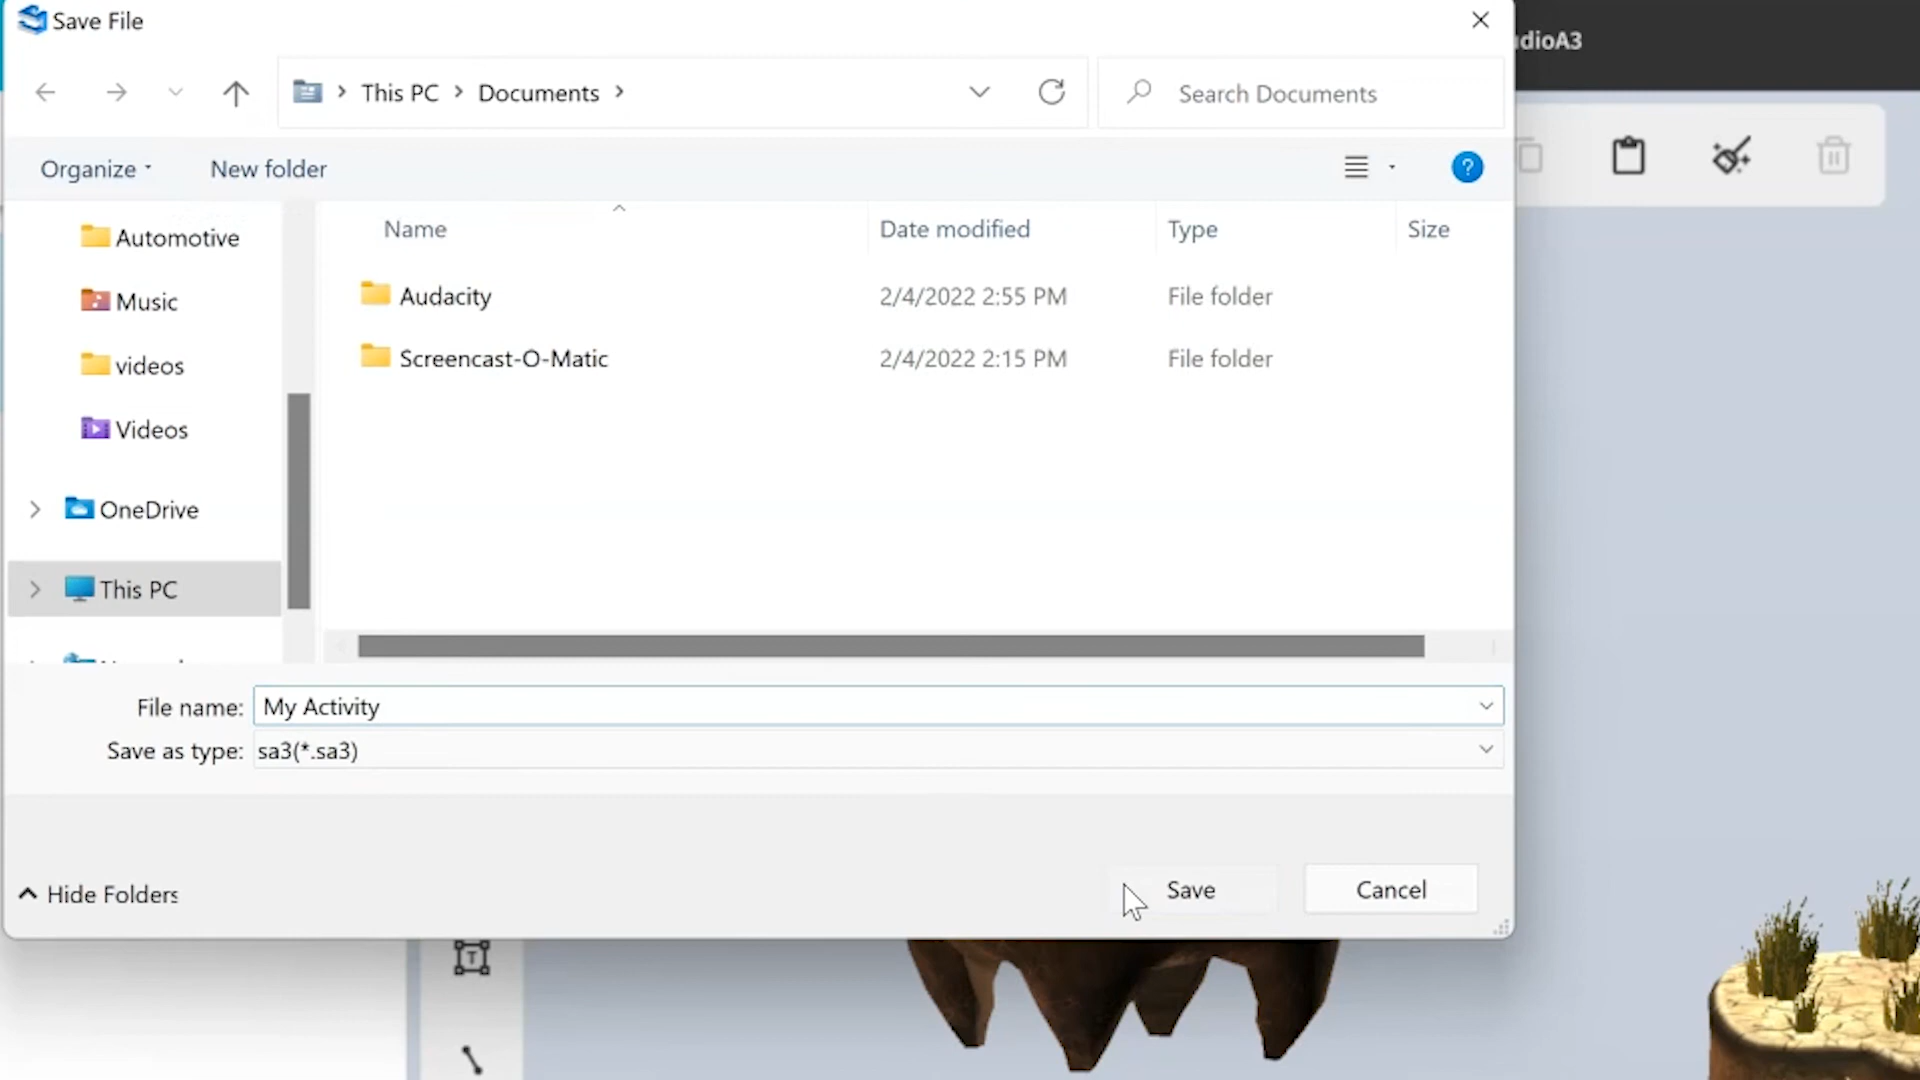 Save File
dioA3
This PC > Documents >
Search Documents
Organize
New folder
Automotive
Music
videos
Videos
OneDrive
This PC
Name
Date modified
Type
Size
Audacity
2/4/2022 2:55 PM
File folder
Screencast-O-Matic
2/4/2022 2:15 PM
File folder
File name: My Activity
Save as type: sa3(*.sa3)
Hide Folders
Save
Cancel